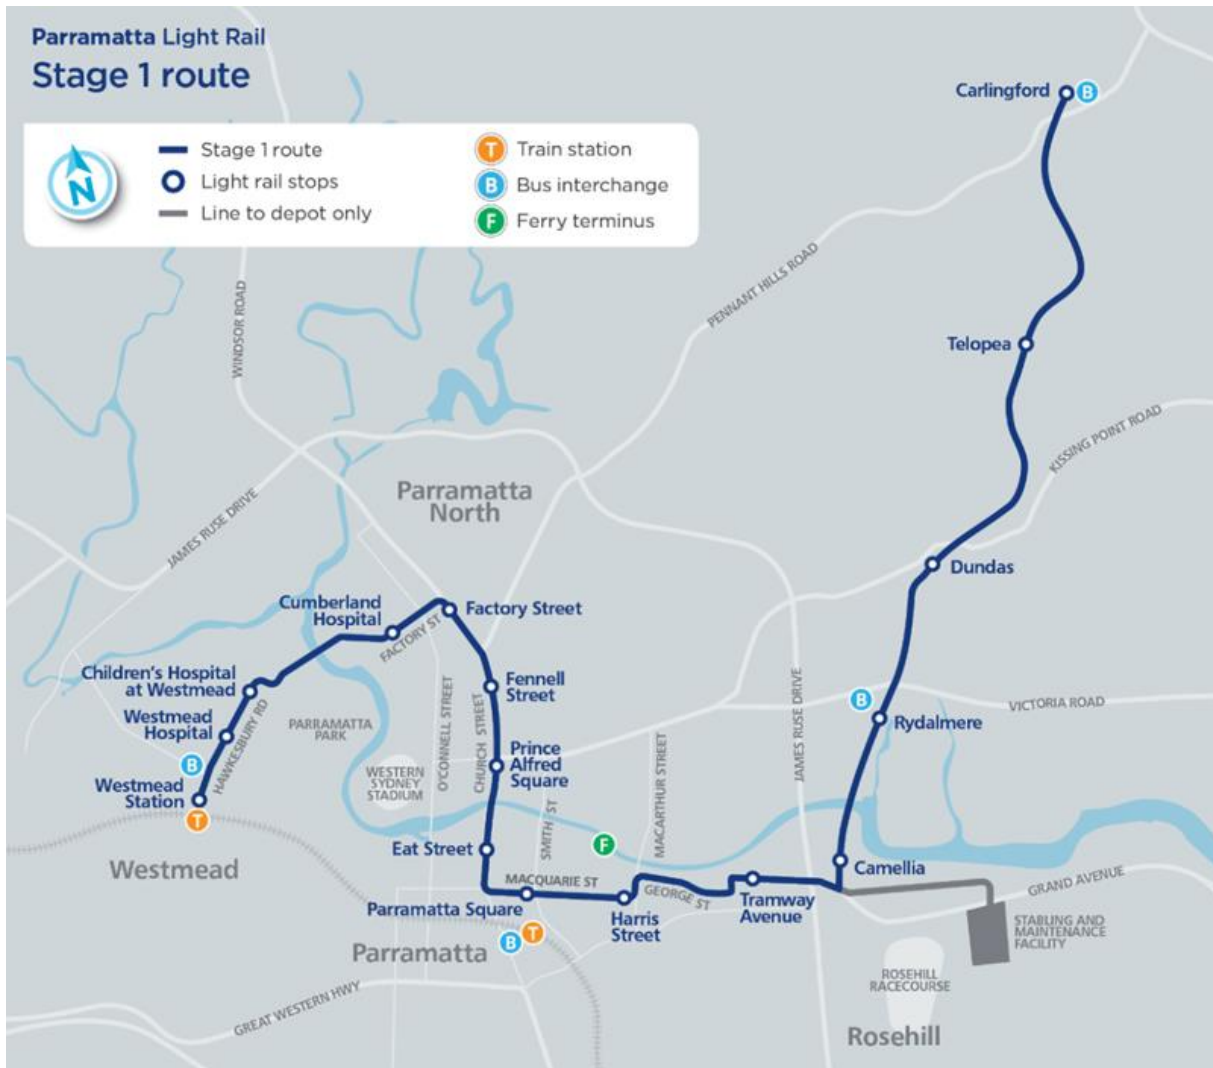 Parramatta Light Rail
Stage 1 route
N
Stage 1 route
Light rail stops
Line to depot only
T Train station
B Bus interchange
F Ferry terminus
Carlingford B
WINDSOR ROAD
PENNANT HILLS ROAD
Telopea
KISSING POINT ROAD
JAMES RUSE DRIVE
Parramatta
North
Dundas
Cumberland
Hospital
FACTORY ST
Factory Street
Children's Hospital
at Westmead
Fennell
Street
Westmead
Hospital
HAWKESBURY RD
PARRAMATTA
PARK
O'CONNELL STREET
CHURCH STREET
JAMES RUSE DRIVE
B
Rydalmere
VICTORIA ROAD
B
Westmead
Station
T
WESTERN
SYDNEY
STADIUM
Prince
Alfred
Square
SMITH ST
MACARTHUR STREET
Westmead
Eat Street
F
Camellia
MACQUARIE ST
GEORGE ST
GRAND AVENUE
Parramatta Square
Harris
Street
Tramway
Avenue
STABLING AND
MAINTENANCE
FACILITY
T
B
Parramatta
ROSEHILL
RACECOURSE
GREAT WESTERN HWY
Rosehill